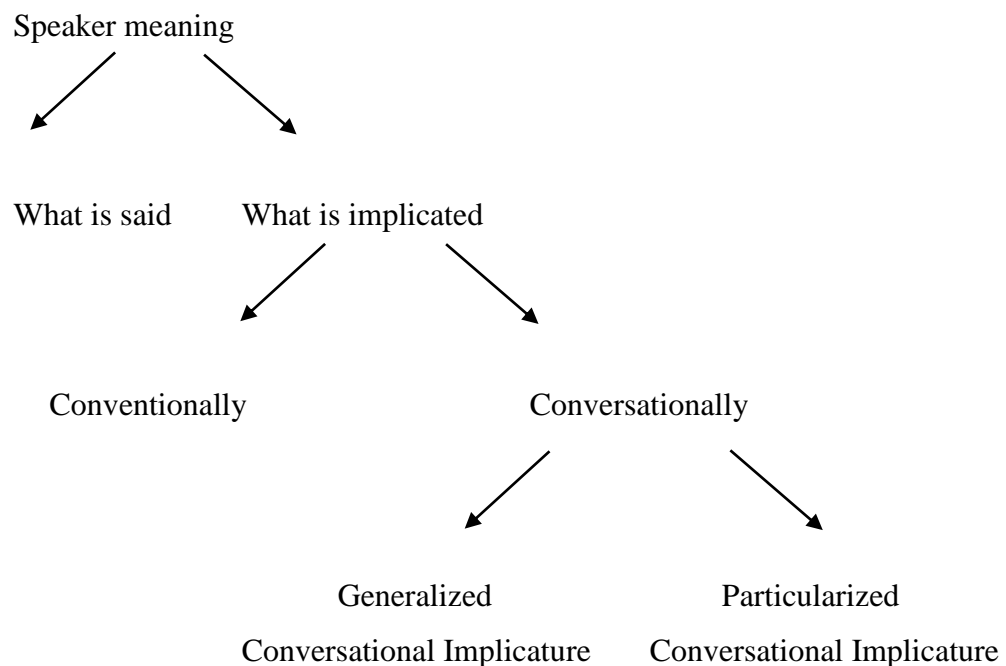 Speaker meaning
What is said What is implicated
Conventionally Conversationally
Generalized Particularized
Conversational Implicature Conversational Implicature